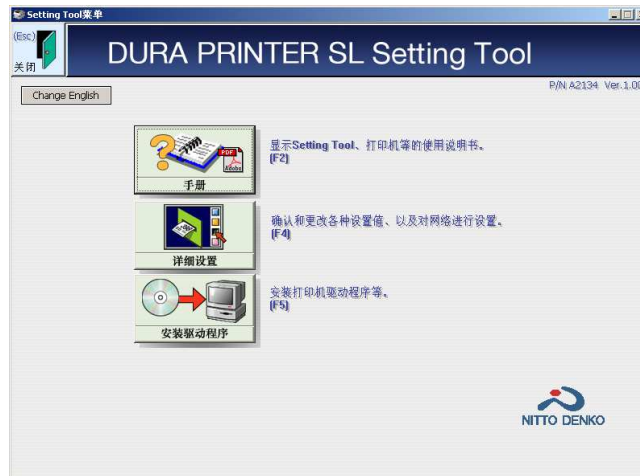 Setting Tool菜单
(Esc)
关闭
DURA PRINTER SL Setting Tool
P/N A2134 Ver.1.00
Change English
PDF
Adobe
手册
显示Setting Tool、打印机等的使用说明书。
(F2)
详细设置
确认和更改各种设置值、以及对网络进行设置。
(F4)
安装驱动程序
安装打印机驱动程序等。
(F5)
NITTO DENKO